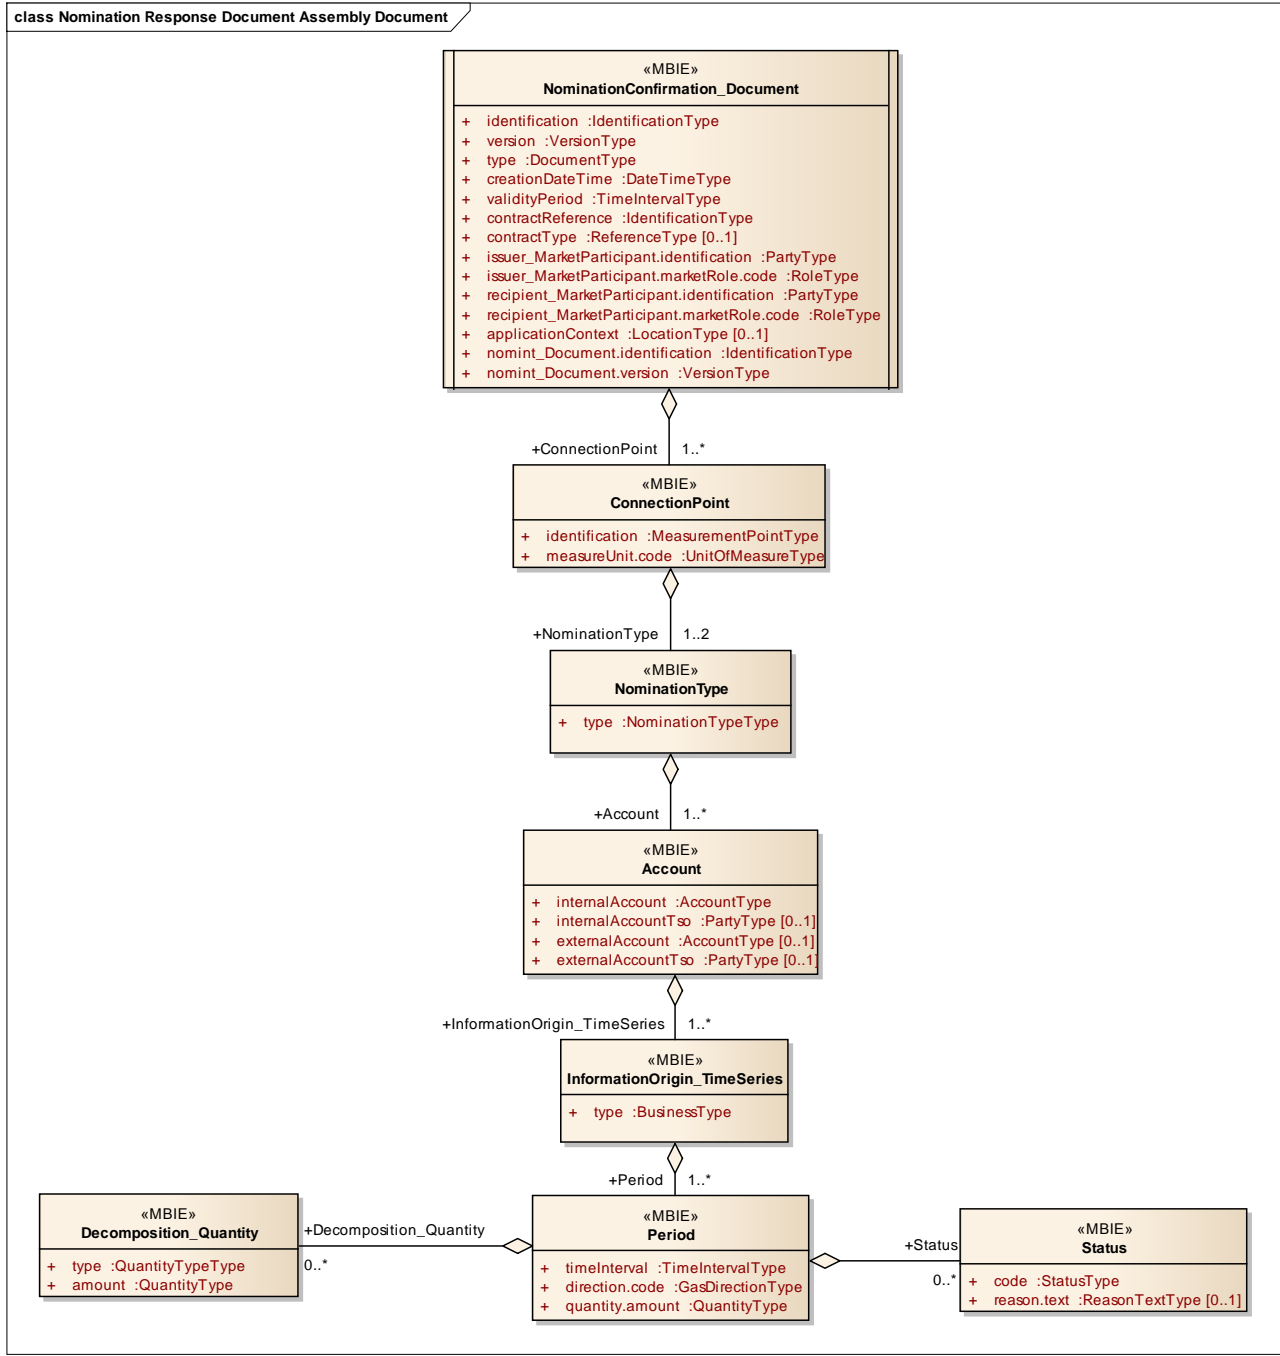 class Nomination Response Document Assembly Document
«MBIE»
NominationConfirmation_Document
+ identification :IdentificationType
+ version :VersionType
+ type :DocumentType
+ creationDateTime :DateTimeType
+ validityPeriod :TimeIntervalType
+ contractReference :IdentificationType
+ contractType :ReferenceType [0..1]
+ issuer_MarketParticipant.identification :PartyType
+ issuer_MarketParticipant.marketRole.code :RoleType
+ recipient_MarketParticipant.identification :PartyType
+ recipient_MarketParticipant.marketRole.code :RoleType
+ applicationContext :LocationType [0..1]
+ nomint_Document.identification :IdentificationType
+ nomint_Document.version :VersionType
+ConnectionPoint 1..*
«MBIE»
ConnectionPoint
+ identification :MeasurementPointType
+ measureUnit.code :UnitOfMeasureType
+NominationType 1..2
«MBIE»
NominationType
+ type :NominationTypeType
+Account 1..*
«MBIE»
Account
+ internalAccount :AccountType
+ internalAccountTso :PartyType [0..1]
+ externalAccount :AccountType [0..1]
+ externalAccountTso :PartyType [0..1]
+InformationOrigin_TimeSeries 1..*
«MBIE»
InformationOrigin_TimeSeries
+ type :BusinessType
+Period 1..*
«MBIE»
Decomposition_Quantity
+ type :QuantityTypeType
+ amount :QuantityType
+Decomposition_Quantity
0..*
«MBIE»
Period
+ timeInterval :TimeIntervalType
+ direction.code :GasDirectionType
+ quantity.amount :QuantityType
+Status
0..*
«MBIE»
Status
+ code :StatusType
+ reason.text :ReasonTextType [0..1]